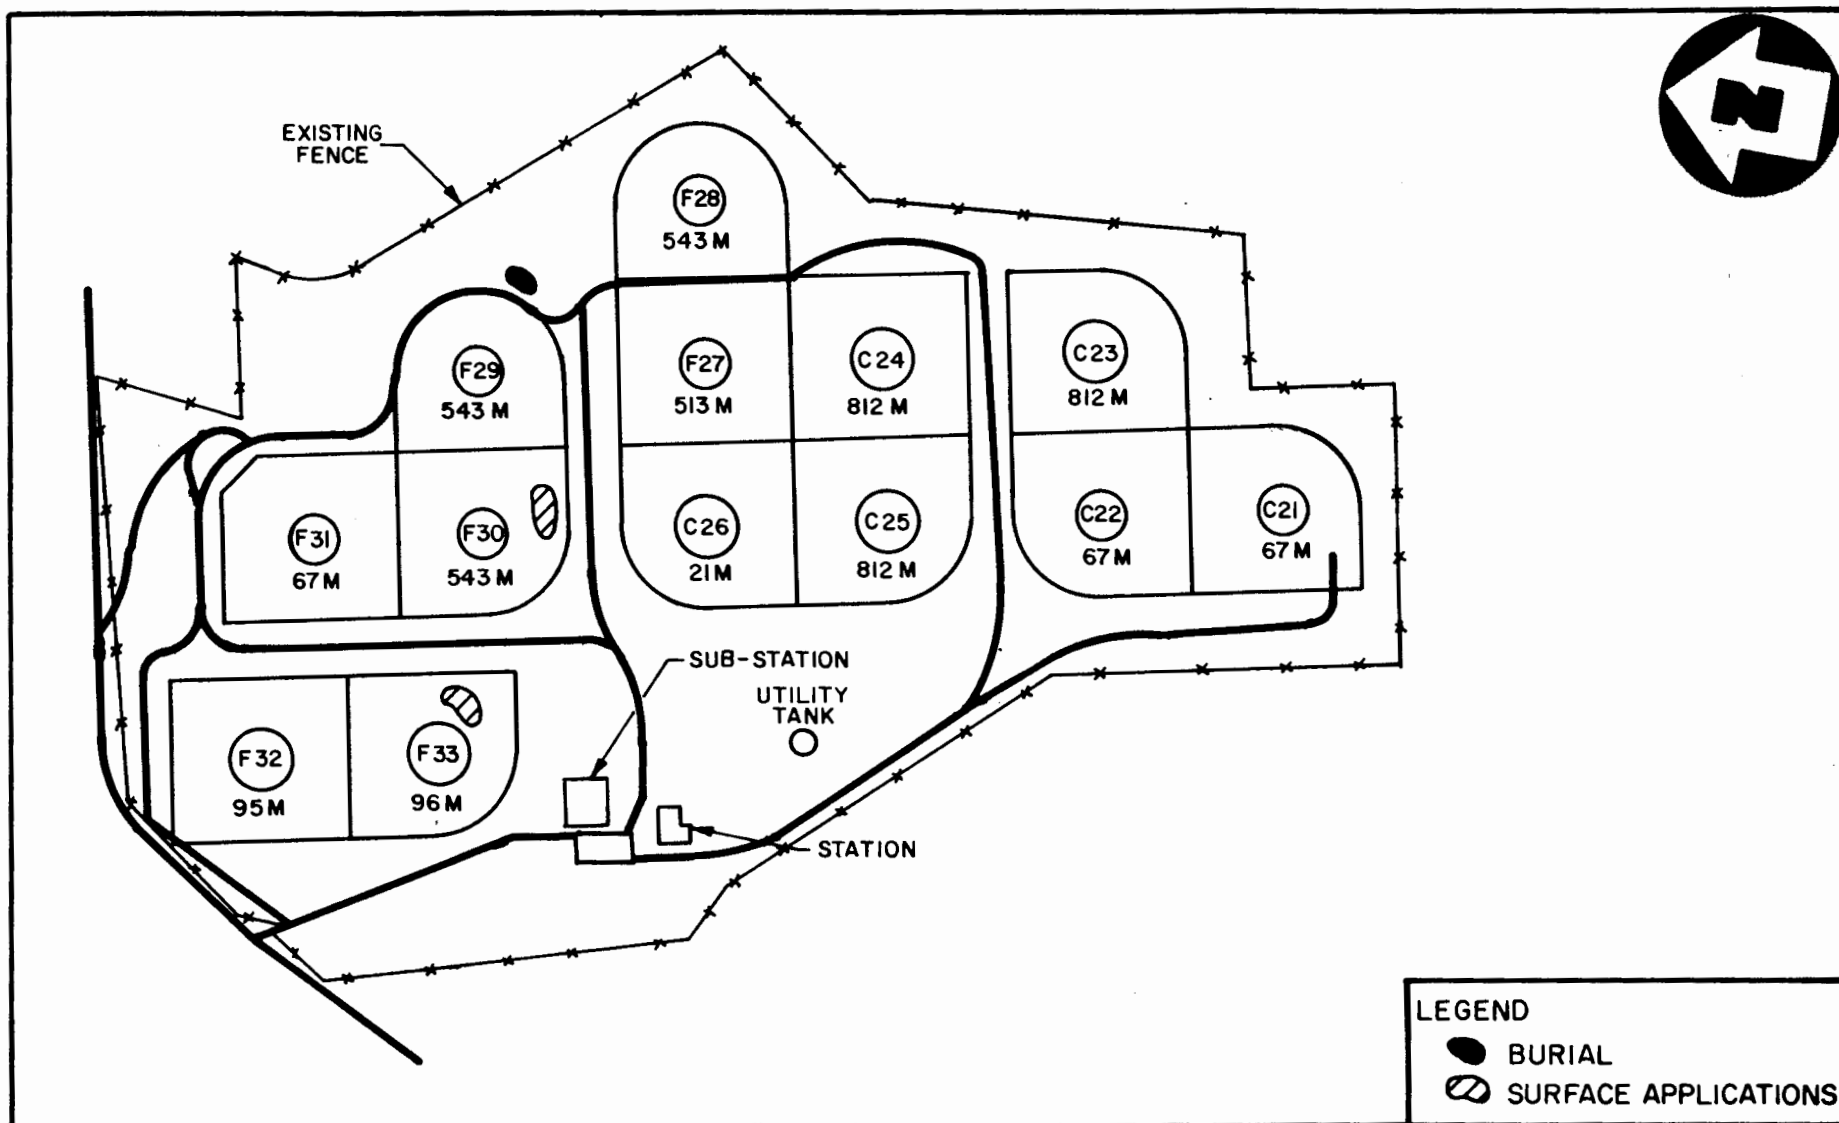 EXISTING
FENCE
N
F28
543 M
F29
543 M
F27
513 M
C24
812 M
C23
812 M
F31
67 M
F30
543 M
C26
21 M
C25
812 M
C22
67 M
C21
67 M
SUB-STATION
UTILITY
TANK
F32
95 M
F33
96 M
STATION
LEGEND
BURIAL
SURFACE APPLICATIONS